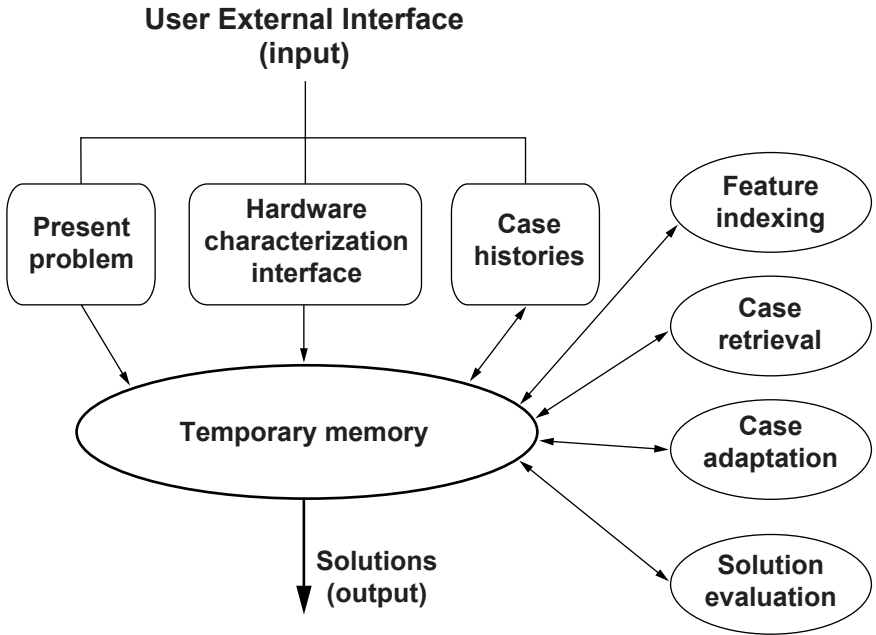 User External Interface
(input)
Present
problem
Hardware
characterization
interface
Case
histories
Feature
indexing
Case
retrieval
Temporary memory
Case
adaptation
Solutions
(output)
Solution
evaluation